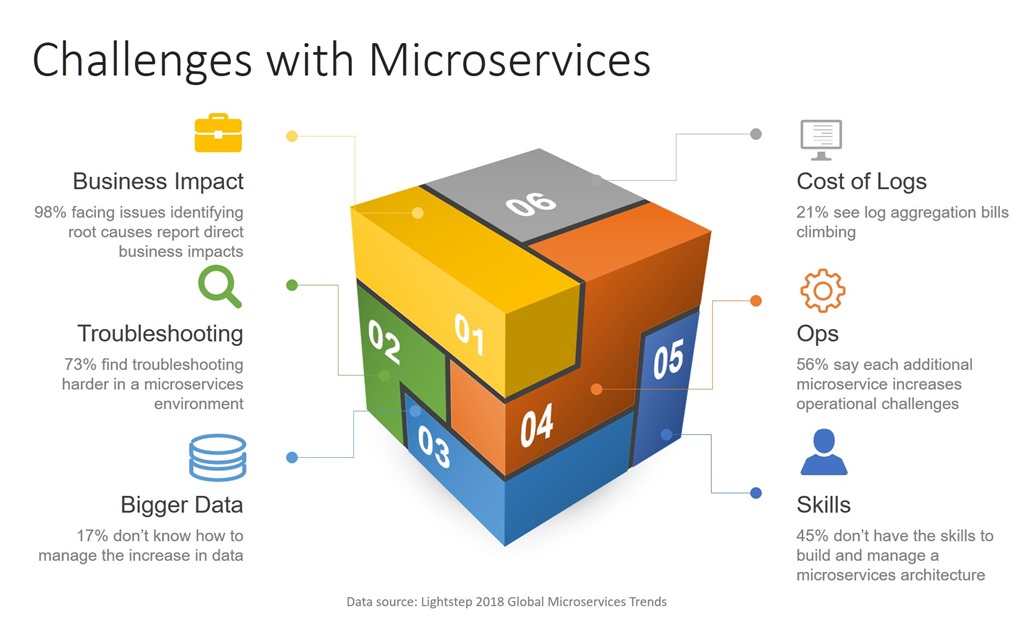 Challenges with Microservices
Business Impact
98% facing issues identifying
root causes report direct
business impacts
Troubleshooting
73% find troubleshooting
harder in a microservices
environment
Bigger Data
17% don’t know how to
manage the increase in data
06
01
02
05
04
03
Cost of Logs
21% see log aggregation bills
climbing
Ops
56% say each additional
microservice increases
operational challenges
Skills
45% don’t have the skills to
build and manage a
microservices architecture
Data source: Lightstep 2018 Global Microservices Trends